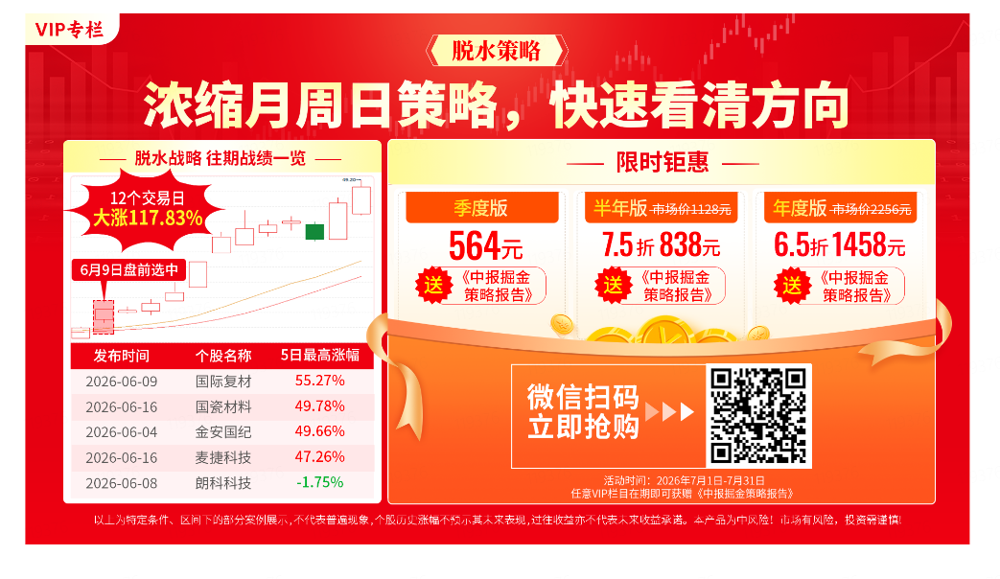 VIP专栏
脱水策略
浓缩月周日策略，快速看清方向
脱水战略 往期战绩一览
49.20
12个交易日
大涨117.83%
6月9日盘前选中
发布时间 个股名称 5日最高涨幅
2026-06-09 国际复材 55.27%
2026-06-16 国瓷材料 49.78%
2026-06-04 金安国纪 49.66%
2026-06-16 麦捷科技 47.26%
2026-06-08 朗科科技 -1.75%
限时钜惠
季度版
564元
送
《中报掘金
策略报告》
半年版 市场价1128元
7.5折 838元
送
《中报掘金
策略报告》
年度版 市场价2256元
6.5折 1458元
送
《中报掘金
策略报告》
微信扫码
立即抢购
活动时间：2026年7月1日-7月31日
任意VIP栏目在期即可获赠《中报掘金策略报告》
以上为特定条件、区间下的部分案例展示,不代表普遍现象,个股历史涨幅不预示其未来表现,过往收益亦不代表未来收益承诺。本产品为中风险！市场有风险，投资需谨慎!